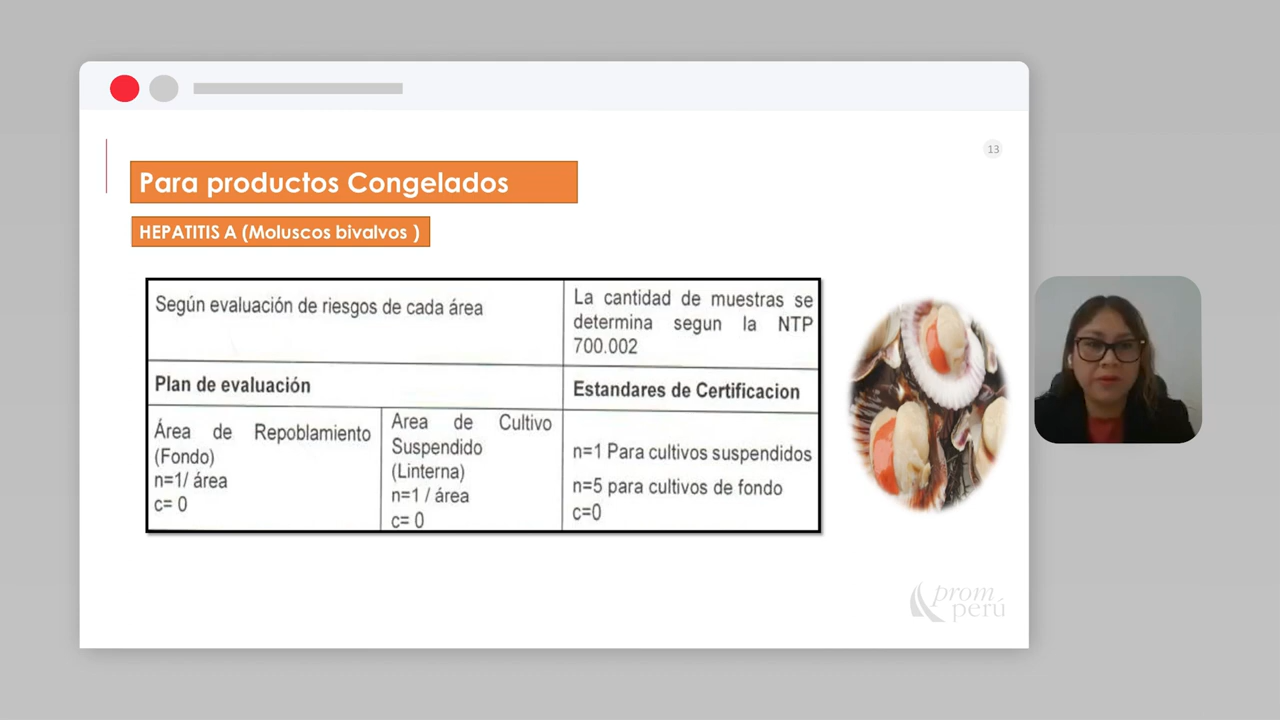 13
Para productos Congelados
HEPATITIS A (Moluscos bivalvos )
Según evaluación de riesgos de cada área
La cantidad de muestras se
determina segun la NTP
700.002
Plan de evaluación
Estandares de Certificacion
Área de Repoblamiento
(Fondo)
n=1/ área
c= 0
Area de Cultivo
Suspendido
(Linterna)
n=1 / área
c= 0
n=1 Para cultivos suspendidos
n=5 para cultivos de fondo
c=0
prom
perú